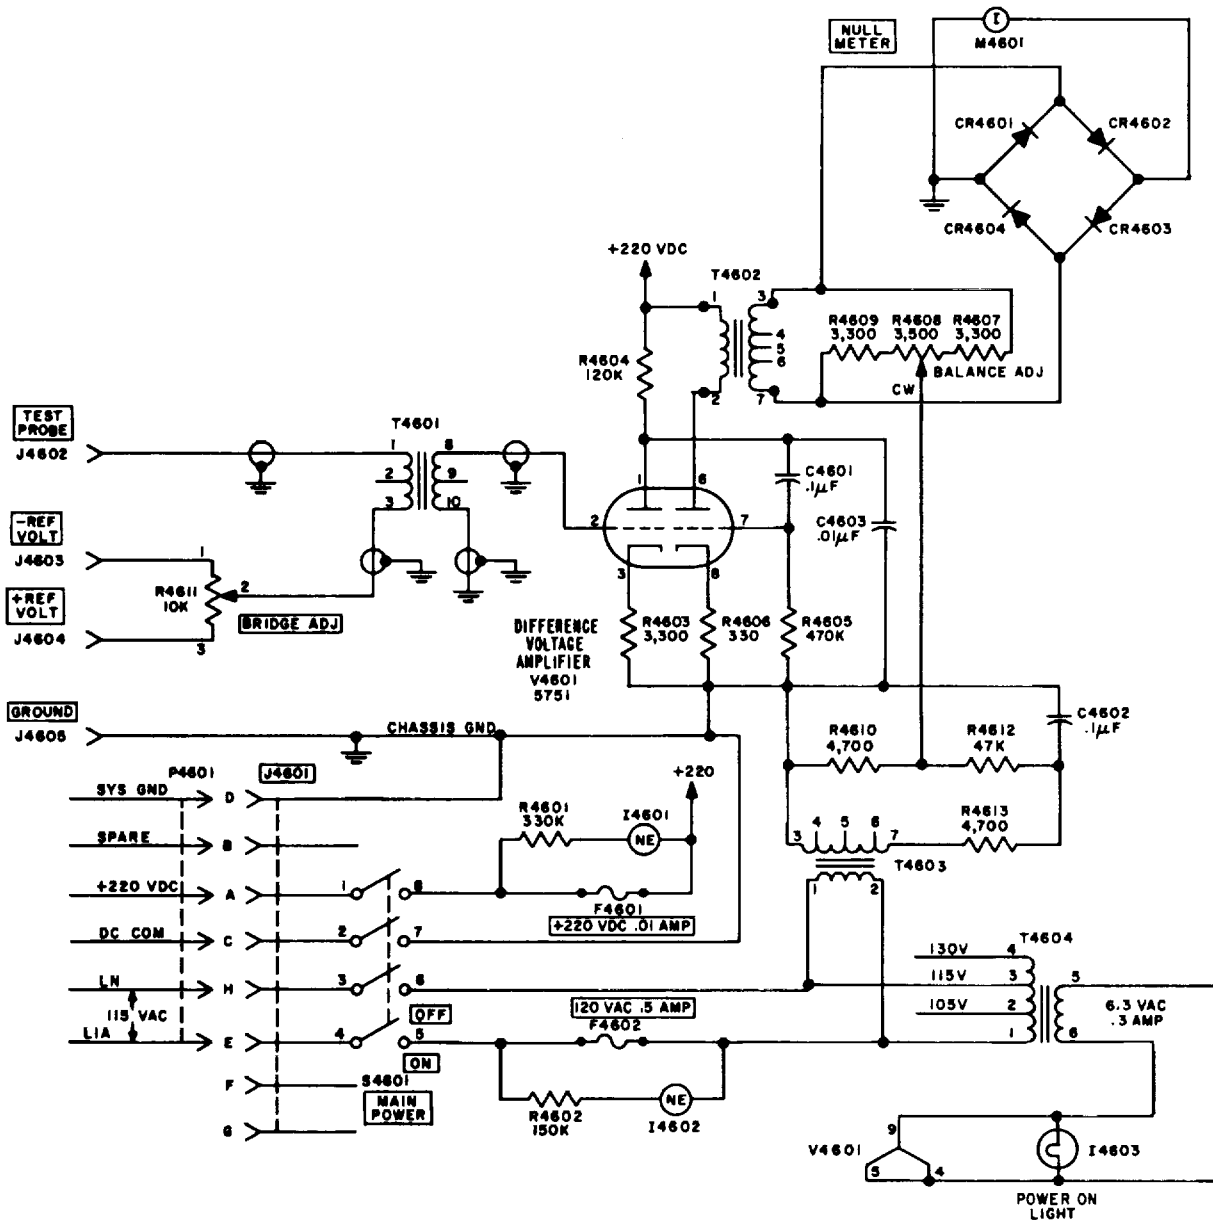 NULL
METER
1
M4601
CR4601
CR4602
CR4604
CR4603
+220 VDC
T4602
1
3
4
5
6
2
7
R4609
3,300
R4608
3,500
R4607
3,300
BALANCE ADJ
CW
R4604
120K
TEST
PROBE
J4602
T4601
1
2
3
8
9
10
-REF
VOLT
J4603
+REF
VOLT
J4604
1
2
3
R4611
10K
BRIDGE ADJ
1
6
2
7
3
8
C4601
.1μF
C4603
.01μF
R4603
3,300
R4606
330
R4605
470K
DIFFERENCE
VOLTAGE
AMPLIFIER
V4601
5751
GROUND
J4605
CHASSIS GND
C4602
.1μF
R4610
4,700
R4612
47K
R4613
4,700
3
4
5
6
7
T4603
1
2
P4601
J4601
SYS GND
D
SPARE
B
+220 VDC
A
DC COM
C
LN
H
115 VAC
L1A
E
F
G
1
8
2
7
3
6
4
5
OFF
ON
S4601
MAIN
POWER
R4601
330K
I4601
NE
+220
F4601
+220 VDC .01 AMP
120 VAC .5 AMP
F4602
R4602
150K
NE
I4602
T4604
130V
4
115V
3
105V
2
1
5
6
6.3 VAC
.3 AMP
V4601
9
5
4
I4603
POWER ON
LIGHT